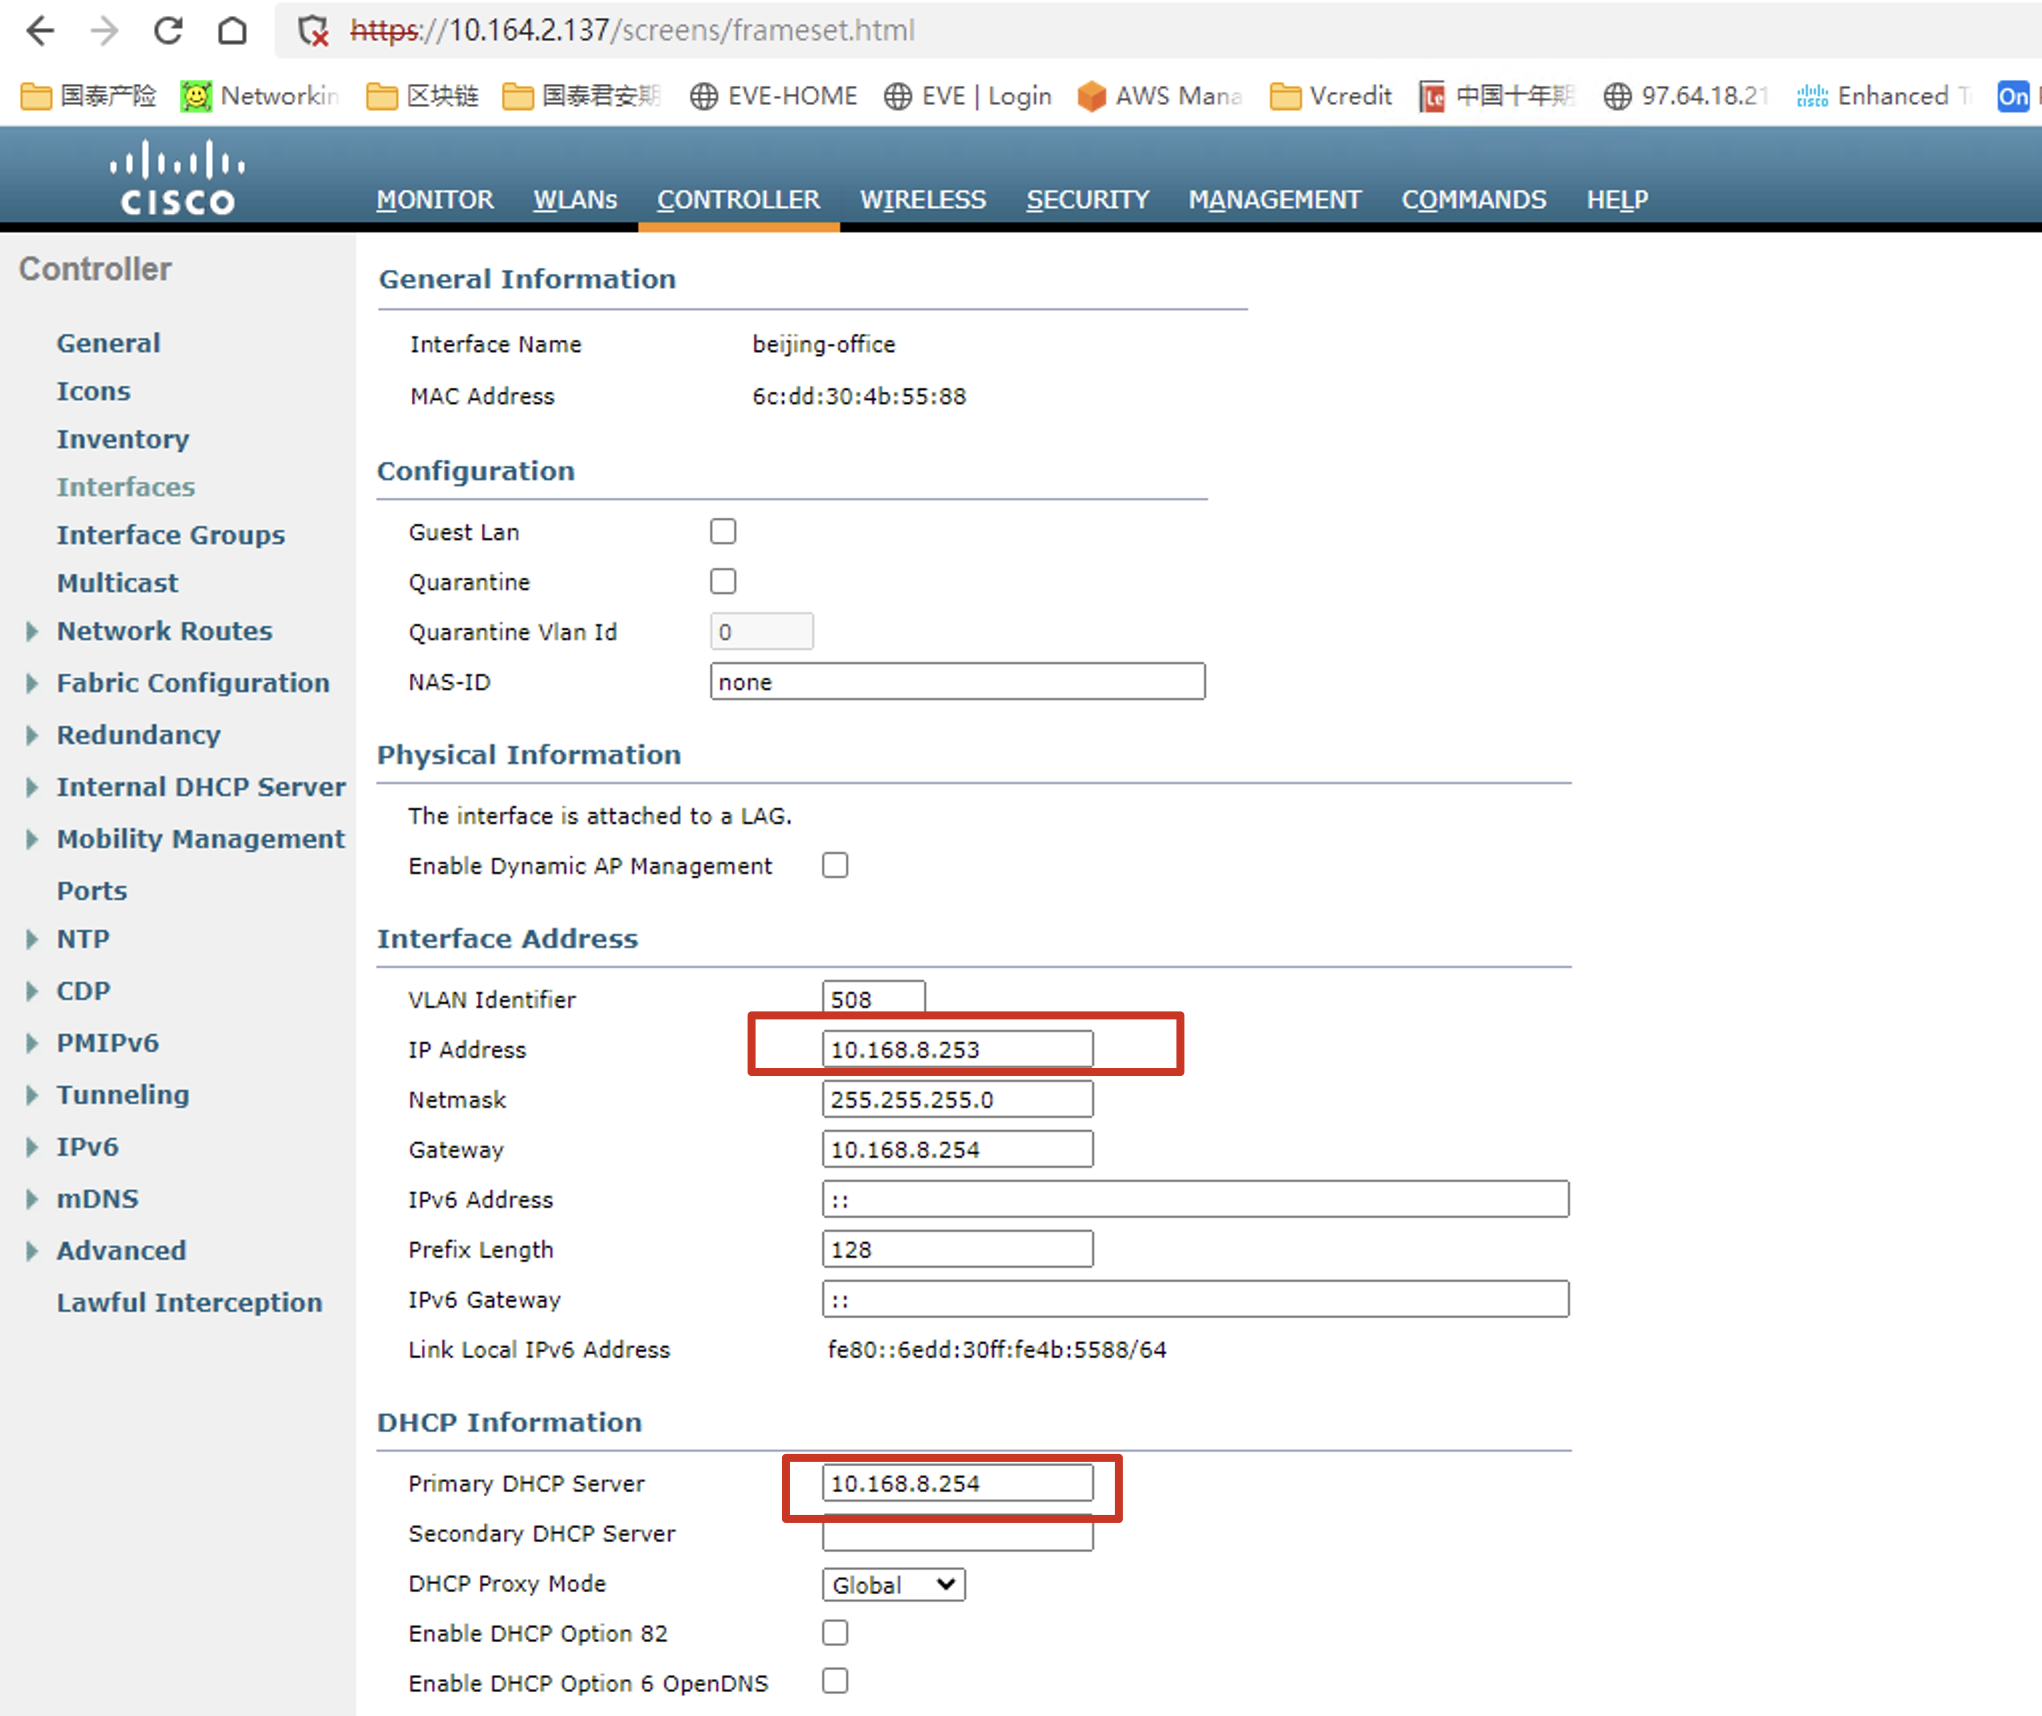 https://10.164.2.137/screens/frameset.html
国泰产险 Networkin 区块链 国泰君安期 EVE-HOME EVE | Login AWS Mana Vcredit Le 中国十年期 97.64.18.21 CISCO Enhanced T On
CISCO
MONITOR WLANs CONTROLLER WIRELESS SECURITY MANAGEMENT COMMANDS HELP
Controller
General
Icons
Inventory
Interfaces
Interface Groups
Multicast
Network Routes
Fabric Configuration
Redundancy
Internal DHCP Server
Mobility Management
Ports
NTP
CDP
PMIPv6
Tunneling
IPv6
mDNS
Advanced
Lawful Interception
General Information
Interface Name beijing-office
MAC Address 6c:dd:30:4b:55:88
Configuration
Guest Lan
Quarantine
Quarantine Vlan Id 0
NAS-ID none
Physical Information
The interface is attached to a LAG.
Enable Dynamic AP Management
Interface Address
VLAN Identifier 508
IP Address 10.168.8.253
Netmask 255.255.255.0
Gateway 10.168.8.254
IPv6 Address ::
Prefix Length 128
IPv6 Gateway ::
Link Local IPv6 Address fe80::6edd:30ff:fe4b:5588/64
DHCP Information
Primary DHCP Server 10.168.8.254
Secondary DHCP Server
DHCP Proxy Mode Global
Enable DHCP Option 82
Enable DHCP Option 6 OpenDNS